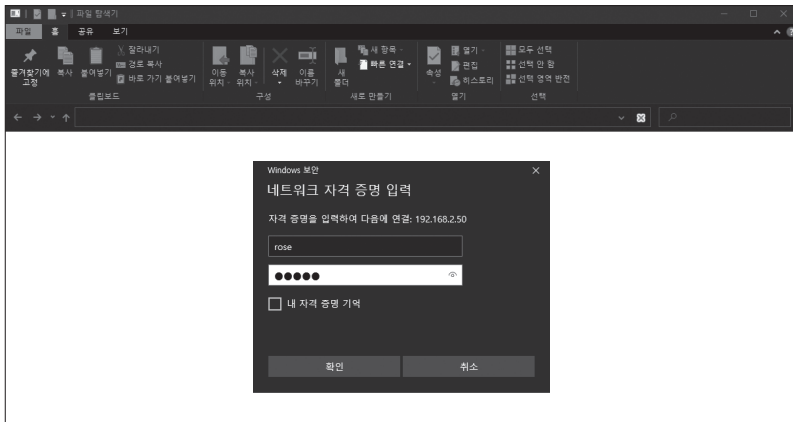 파일 탐색기
파일 홈 공유 보기
즐겨찾기에 고정
복사
붙여넣기
잘라내기
경로 복사
바로 가기 붙여넣기
클립보드
이동 위치
복사 위치
삭제
이름 바꾸기
구성
새 폴더
새 항목
빠른 연결
새로 만들기
속성
열기
편집
히스토리
열기
모두 선택
선택 안 함
선택 영역 반전
선택
Windows 보안
네트워크 자격 증명 입력
자격 증명을 입력하여 다음에 연결: 192.168.2.50
rose
●●●●●
내 자격 증명 기억
확인 취소